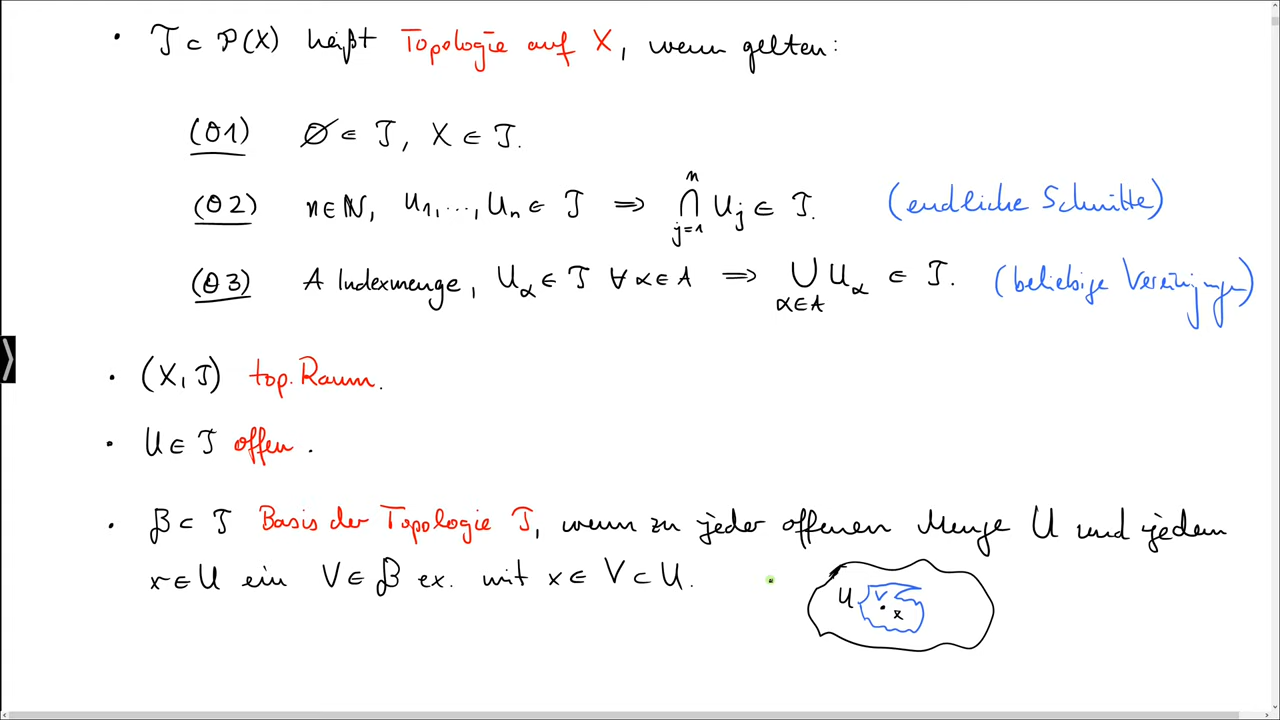 • 𝒯 ⊂ 𝒫(X) heißt Topologie auf X, wenn gelten:
(O1) ∅ ∈ 𝒯, X ∈ 𝒯.
(O2) n∈ℕ, U₁,...,Uₙ ∈ 𝒯 ⇒ ⋂_{j=1}^{n} U_j ∈ 𝒯. (endliche Schnitte)
(O3) A Indexmenge, U_α ∈ 𝒯 ∀ α∈A ⇒ ⋃_{α∈A} U_α ∈ 𝒯. (beliebige Vereinigungen)
• (X, 𝒯) top. Raum.
• U ∈ 𝒯 offen.
• ℬ ⊂ 𝒯 Basis der Topologie 𝒯, wenn zu jeder offenen Menge U und jedem
x ∈ U ein V ∈ ℬ ex. mit x ∈ V ⊂ U.
U V x